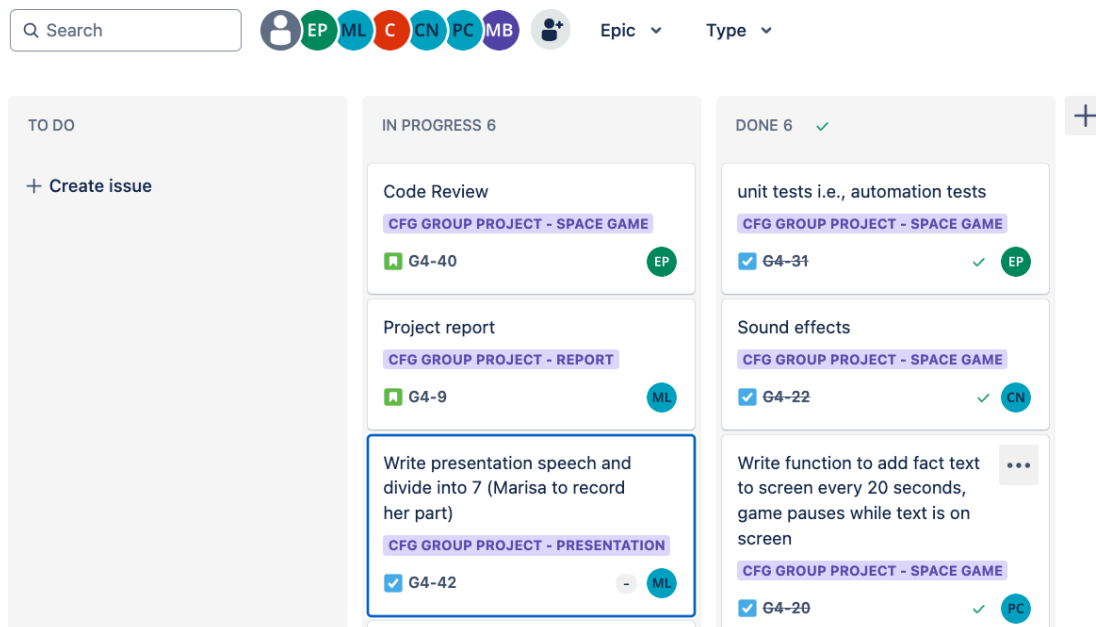 Search
EP ML C CN PC MB
Epic
Type
TO DO
Create issue
IN PROGRESS 6
Code Review
CFG GROUP PROJECT - SPACE GAME
G4-40
EP
Project report
CFG GROUP PROJECT - REPORT
G4-9
ML
Write presentation speech and
divide into 7 (Marisa to record
her part)
CFG GROUP PROJECT - PRESENTATION
G4-42
-
ML
DONE 6
unit tests i.e., automation tests
CFG GROUP PROJECT - SPACE GAME
G4-31
EP
Sound effects
CFG GROUP PROJECT - SPACE GAME
G4-22
CN
Write function to add fact text
to screen every 20 seconds,
game pauses while text is on
screen
CFG GROUP PROJECT - SPACE GAME
G4-20
PC